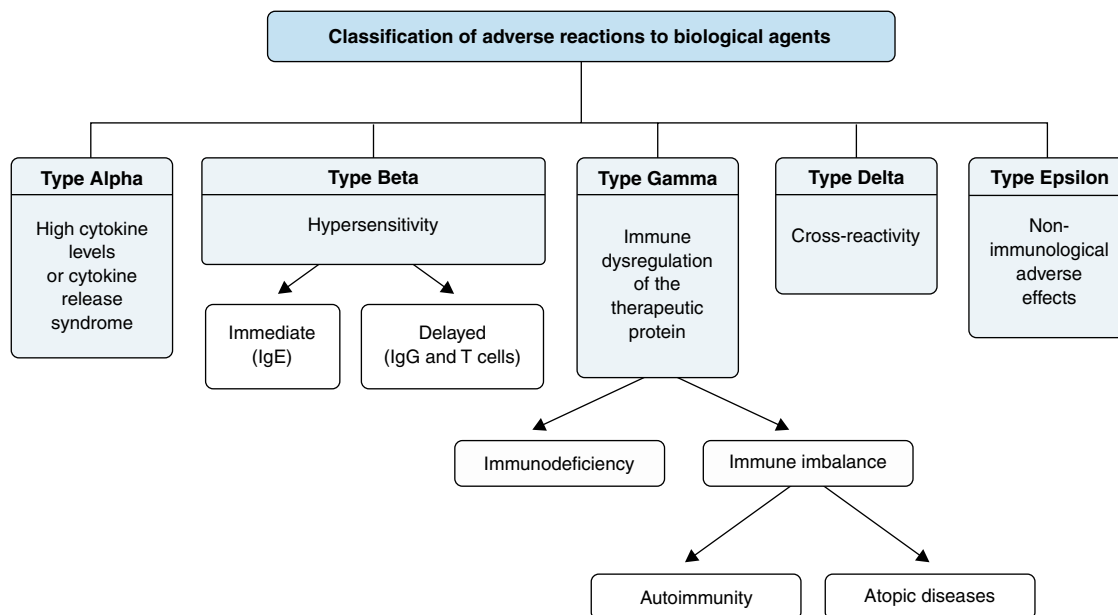 Classification of adverse reactions to biological agents
Type Alpha
High cytokine
levels
or cytokine
release
syndrome
Type Beta
Hypersensitivity
Immediate
(IgE)
Delayed
(IgG and T cells)
Type Gamma
Immune
dysregulation
of the
therapeutic
protein
Immunodeficiency
Immune imbalance
Autoimmunity
Atopic diseases
Type Delta
Cross-reactivity
Type Epsilon
Non-
immunological
adverse
effects